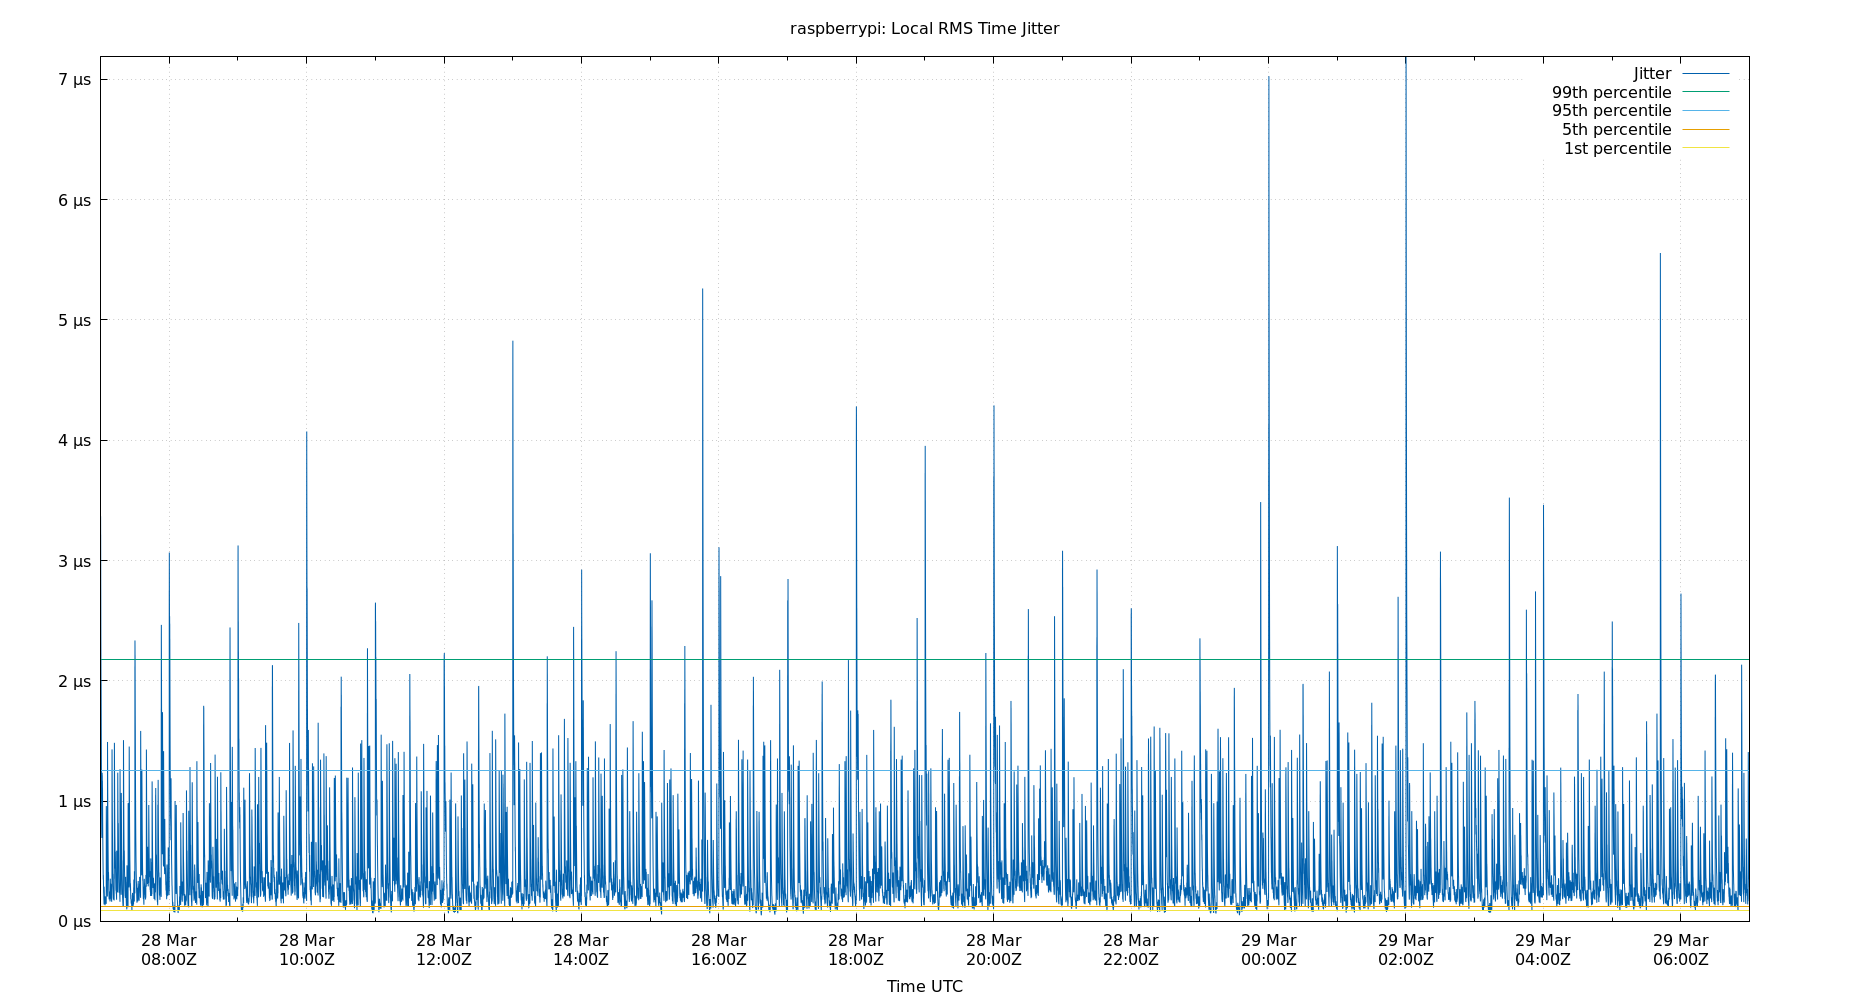 raspberrypi: Local RMS Time Jitter
7 µs
6 µs
5 µs
4 µs
3 µs
2 µs
1 µs
0 µs
Jitter
99th percentile
95th percentile
5th percentile
1st percentile
28 Mar 28 Mar 28 Mar 28 Mar 28 Mar 28 Mar 28 Mar 28 Mar 29 Mar 29 Mar 29 Mar 29 Mar
08:00Z 10:00Z 12:00Z 14:00Z 16:00Z 18:00Z 20:00Z 22:00Z 00:00Z 02:00Z 04:00Z 06:00Z
Time UTC